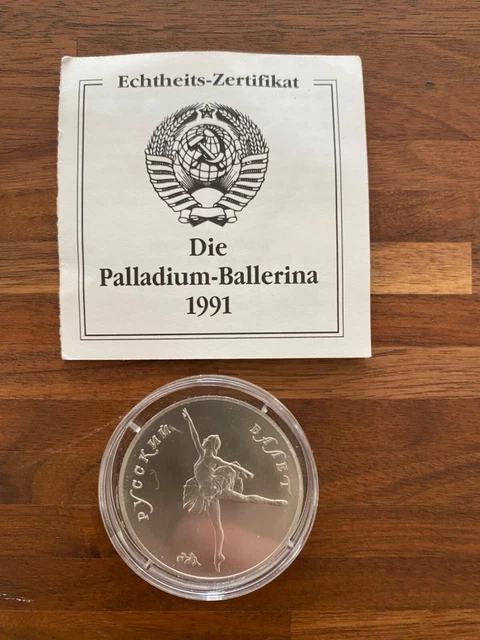 Echtheits-Zertifikat
Die
Palladium-Ballerina
1991
РУССКИЙ БАЛЕТ